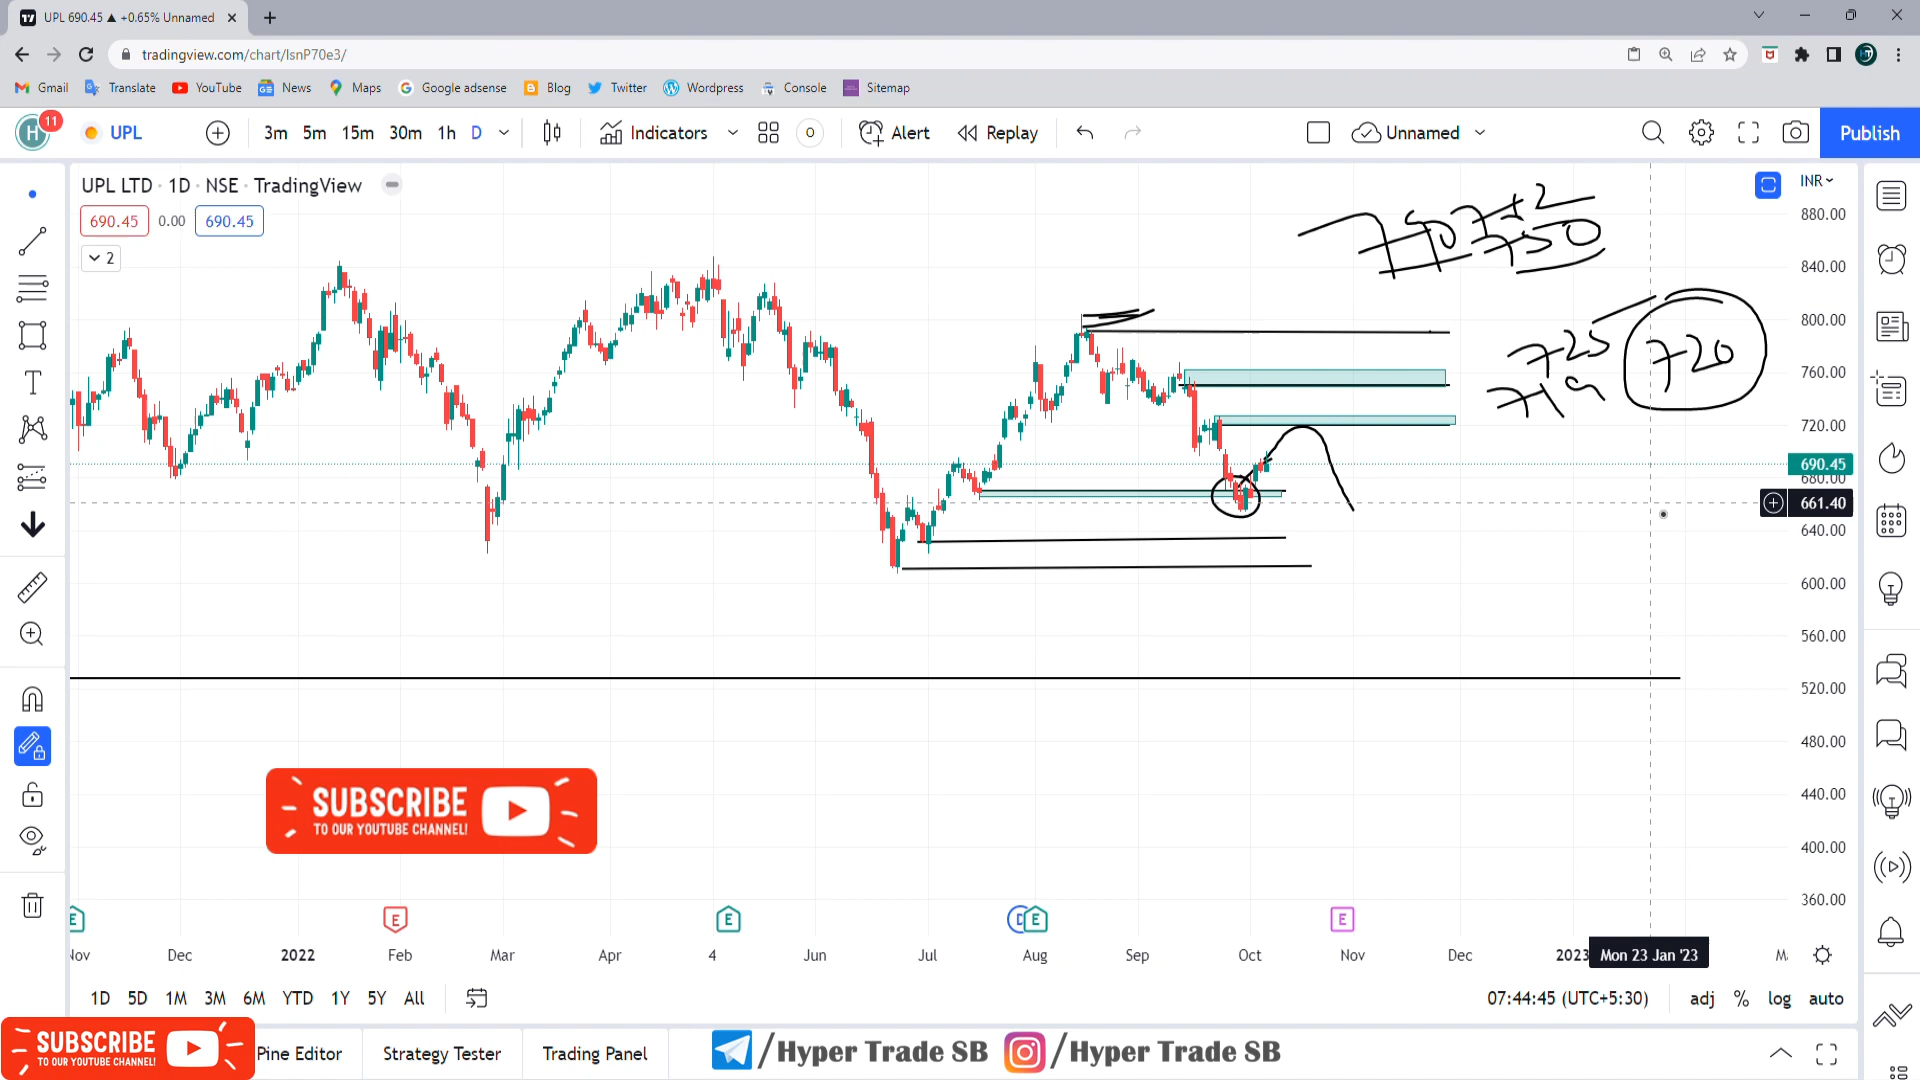 UPL 690.45 ▲ +0.65% Unnamed
tradingview.com/chart/lsnP70e3/
Gmail Translate YouTube News Maps Google adsense Blog Twitter Wordpress Console Sitemap
H 11 UPL 3m 5m 15m 30m 1h D Indicators O Alert Replay Unnamed Publish
UPL LTD · 1D · NSE · TradingView
INR
690.45 0.00 690.45
2
880.00
840.00
800.00
760.00
720.00
690.45
680.00
661.40
640.00
600.00
560.00
520.00
480.00
440.00
400.00
360.00
750
725
720
719
SUBSCRIBE
TO OUR YOUTUBE CHANNEL!
E E E D E E
Nov Dec 2022 Feb Mar Apr 4 Jun Jul Aug Sep Oct Nov Dec 2023 Mon 23 Jan '23
1D 5D 1M 3M 6M YTD 1Y 5Y All
07:44:45 (UTC+5:30) adj % log auto
SUBSCRIBE
TO OUR YOUTUBE CHANNEL!
Pine Editor Strategy Tester Trading Panel
/Hyper Trade SB /Hyper Trade SB